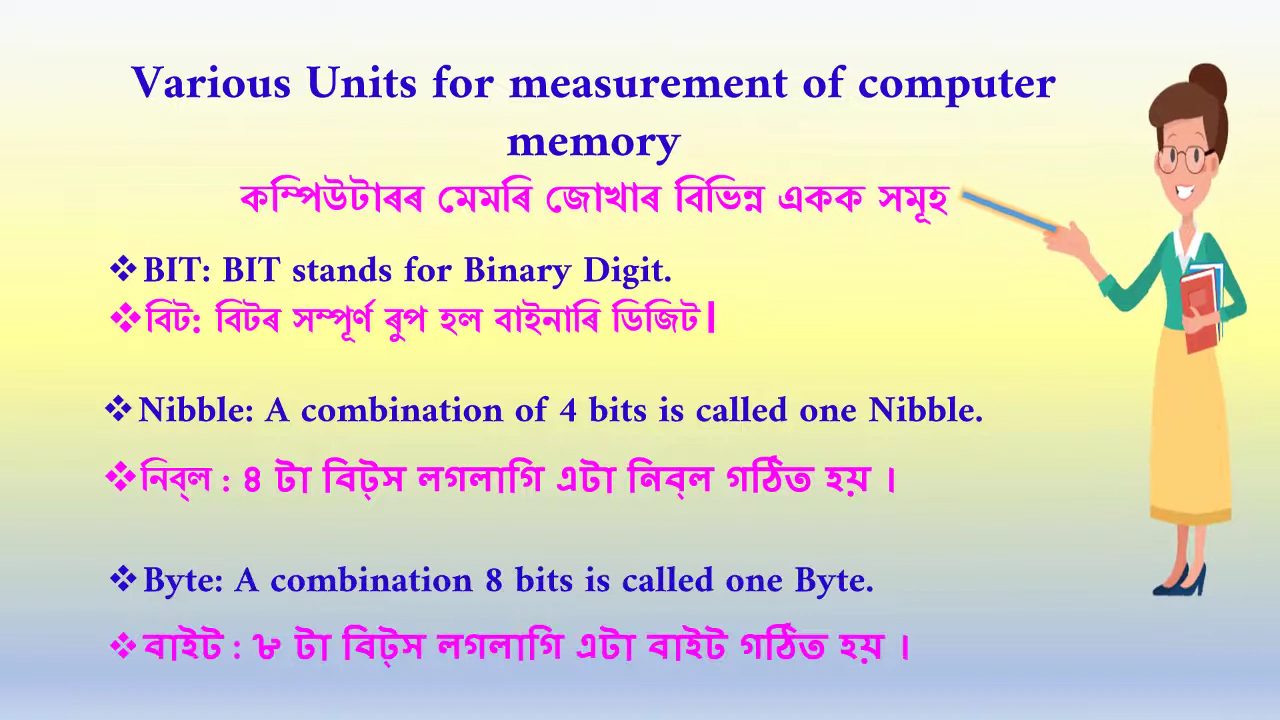 Various Units for measurement of computer
memory
কম্পিউটাৰৰ মেমৰি জোখাৰ বিভিন্ন একক সমূহ
❖BIT: BIT stands for Binary Digit.
❖বিট: বিটৰ সম্পূৰ্ণ ৰুপ হল বাইনাৰি ডিজিট।
❖Nibble: A combination of 4 bits is called one Nibble.
❖নিব্‌ল : ৪ টা বিট্‌স লগলাগি এটা নিব্‌ল গঠিত হয় ।
❖Byte: A combination 8 bits is called one Byte.
❖বাইট : ৮ টা বিট্‌স লগলাগি এটা বাইট গঠিত হয় ।